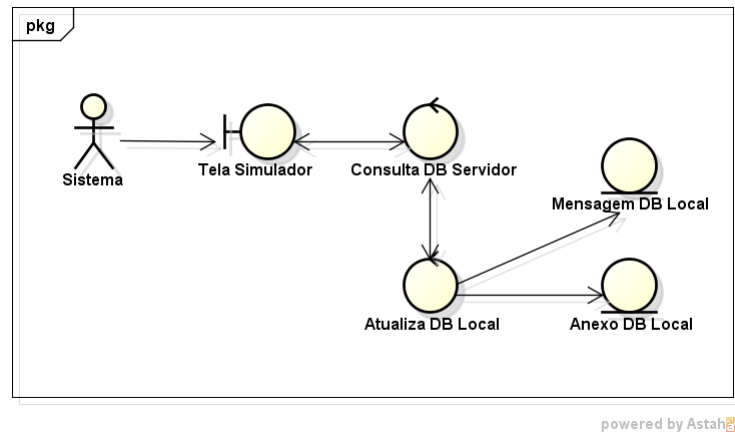 pkg
Sistema
Tela Simulador
Consulta DB Servidor
Mensagem DB Local
Atualiza DB Local
Anexo DB Local
powered by Astah